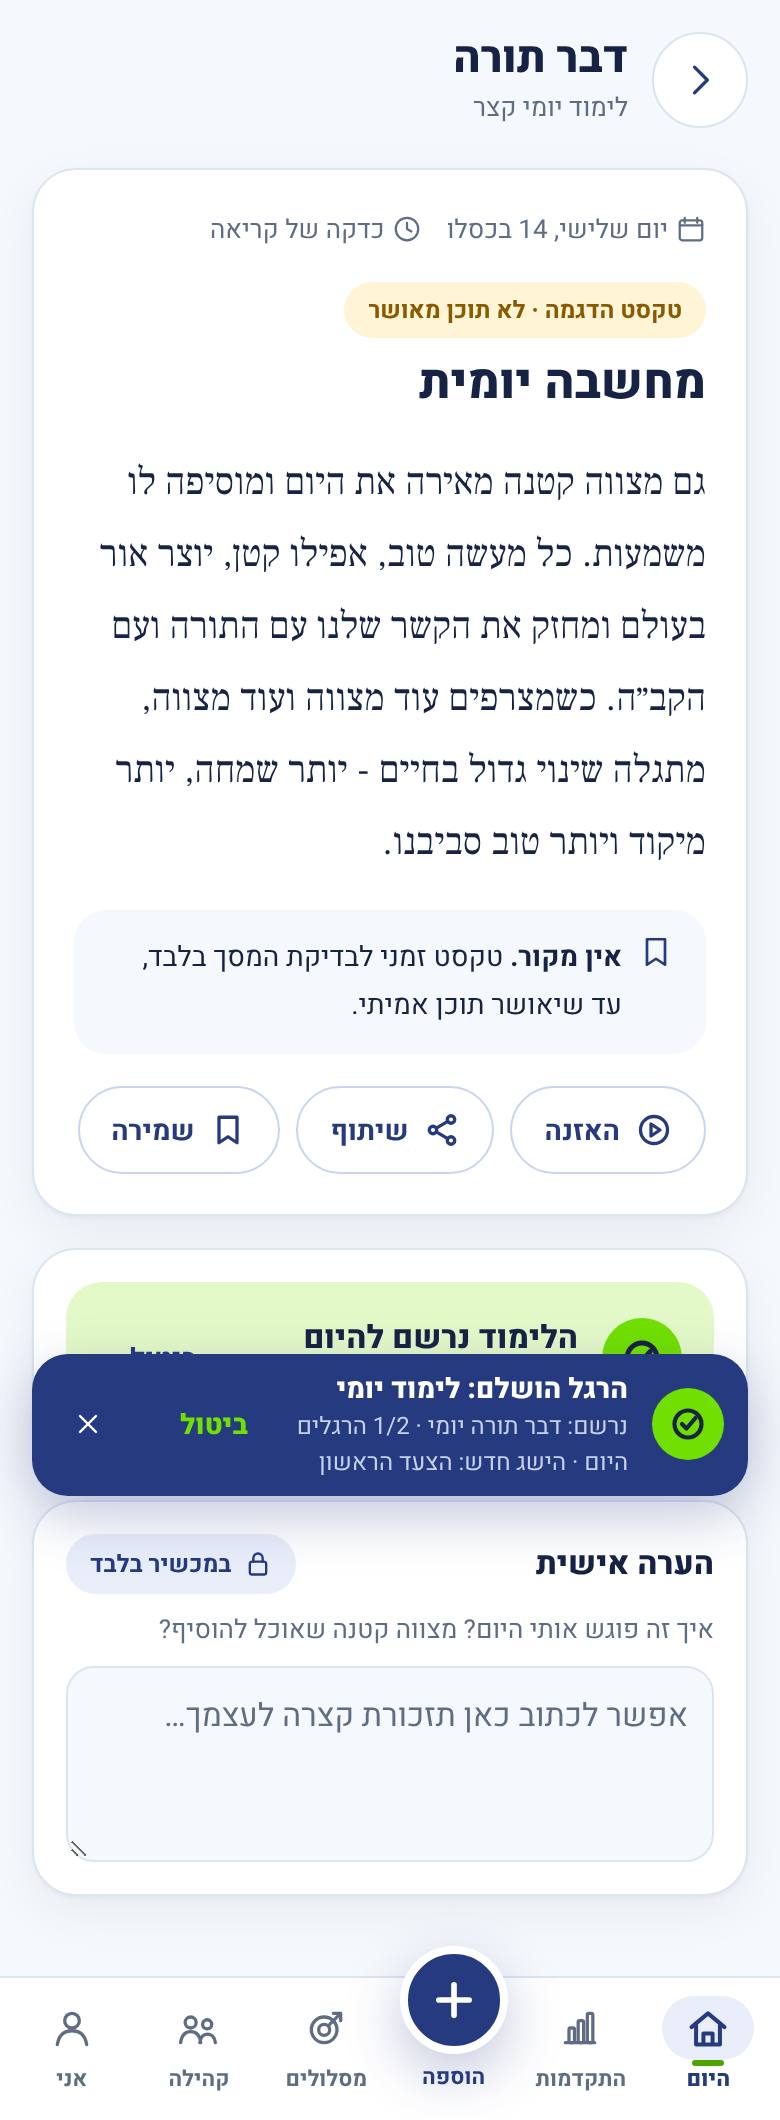 דבר תורה
לימוד יומי קצר
יום שלישי, 14 בכסלו
כדקה של קריאה
טקסט הדגמה · לא תוכן מאושר
מחשבה יומית
גם מצווה קטנה מאירה את היום ומוסיפה לו
משמעות. כל מעשה טוב, אפילו קטן, יוצר אור
בעולם ומחזק את הקשר שלנו עם התורה ועם
הקב״ה. כשמצרפים עוד מצווה ועוד מצווה,
מתגלה שינוי גדול בחיים - יותר שמחה, יותר
מיקוד ויותר טוב סביבנו.
אין מקור. טקסט זמני לבדיקת המסך בלבד,
עד שיאושר תוכן אמיתי.
האזנה
שיתוף
שמירה
הלימוד נרשם להיום
הרגל הושלם: לימוד יומי
נרשם: דבר תורה יומי · 1/2 הרגלים
היום · הישג חדש: הצעד הראשון
ביטול
הערה אישית
במכשיר בלבד
איך זה פוגש אותי היום? מצווה קטנה שאוכל להוסיף?
אפשר לכתוב כאן תזכורת קצרה לעצמך...
היום
התקדמות
הוספה
מסלולים
קהילה
אני